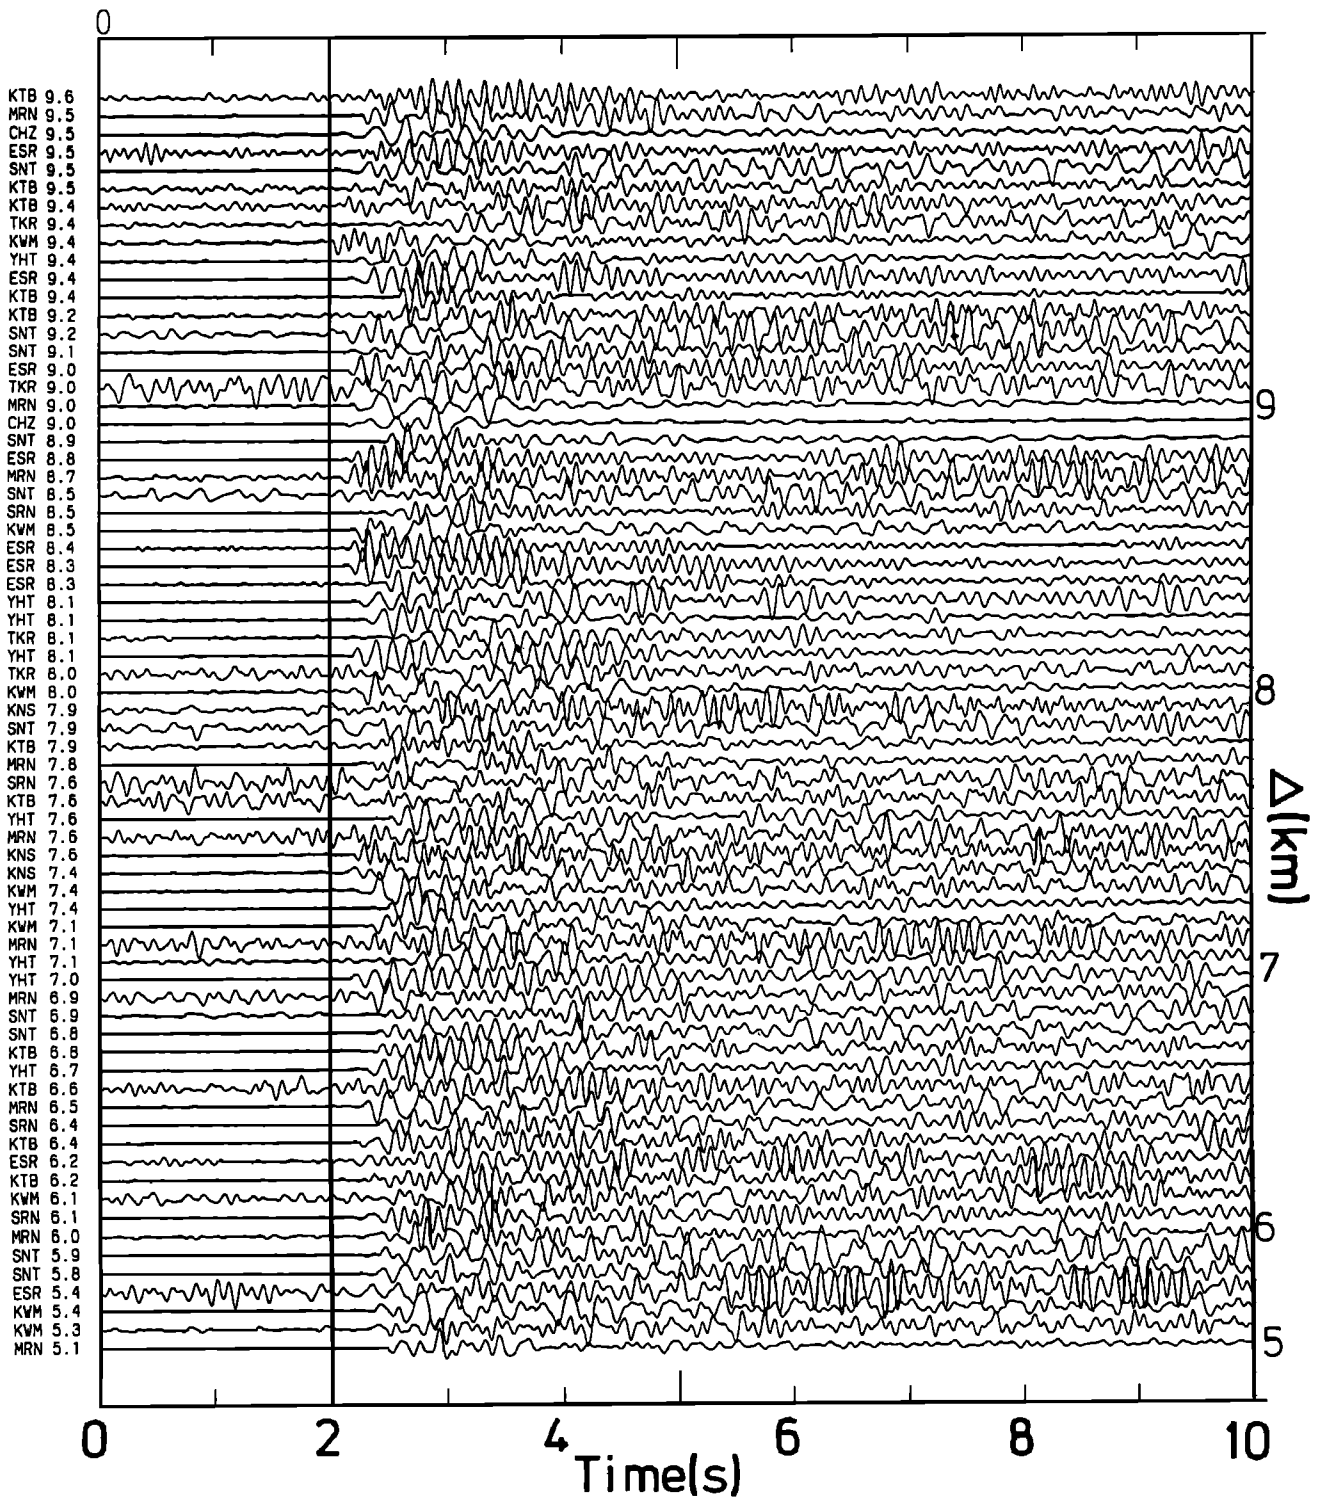 0
KTB 9.6
MRN 9.5
CHZ 9.5
ESR 9.5
SNT 9.5
KTB 9.5
KTB 9.4
TKR 9.4
KWM 9.4
YHT 9.4
ESR 9.4
KTB 9.4
KTB 9.2
SNT 9.2
SNT 9.1
ESR 9.0
TKR 9.0
MRN 9.0
9
CHZ 9.0
SNT 8.9
ESR 8.8
MRN 8.7
SNT 8.5
SRN 8.5
KWM 8.5
ESR 8.4
ESR 8.3
ESR 8.3
YHT 8.1
YHT 8.1
TKR 8.1
YHT 8.1
TKR 8.0
KWM 8.0
8
KNS 7.9
SNT 7.9
KTB 7.9
MRN 7.8
SRN 7.6
KTB 7.6
YHT 7.6
MRN 7.6
Δ(km)
KNS 7.6
KNS 7.4
KWM 7.4
YHT 7.4
KWM 7.1
MRN 7.1
YHT 7.1
7
YHT 7.0
MRN 6.9
SNT 6.9
SNT 6.8
KTB 6.8
YHT 6.7
KTB 6.6
MRN 6.5
SRN 6.4
KTB 6.4
ESR 6.2
KTB 6.2
KWM 6.1
SRN 6.1
6
MRN 6.0
SNT 5.9
SNT 5.8
ESR 5.4
KWM 5.4
KWM 5.3
MRN 5.1
5
0 2 4 6 8 10
Time(s)